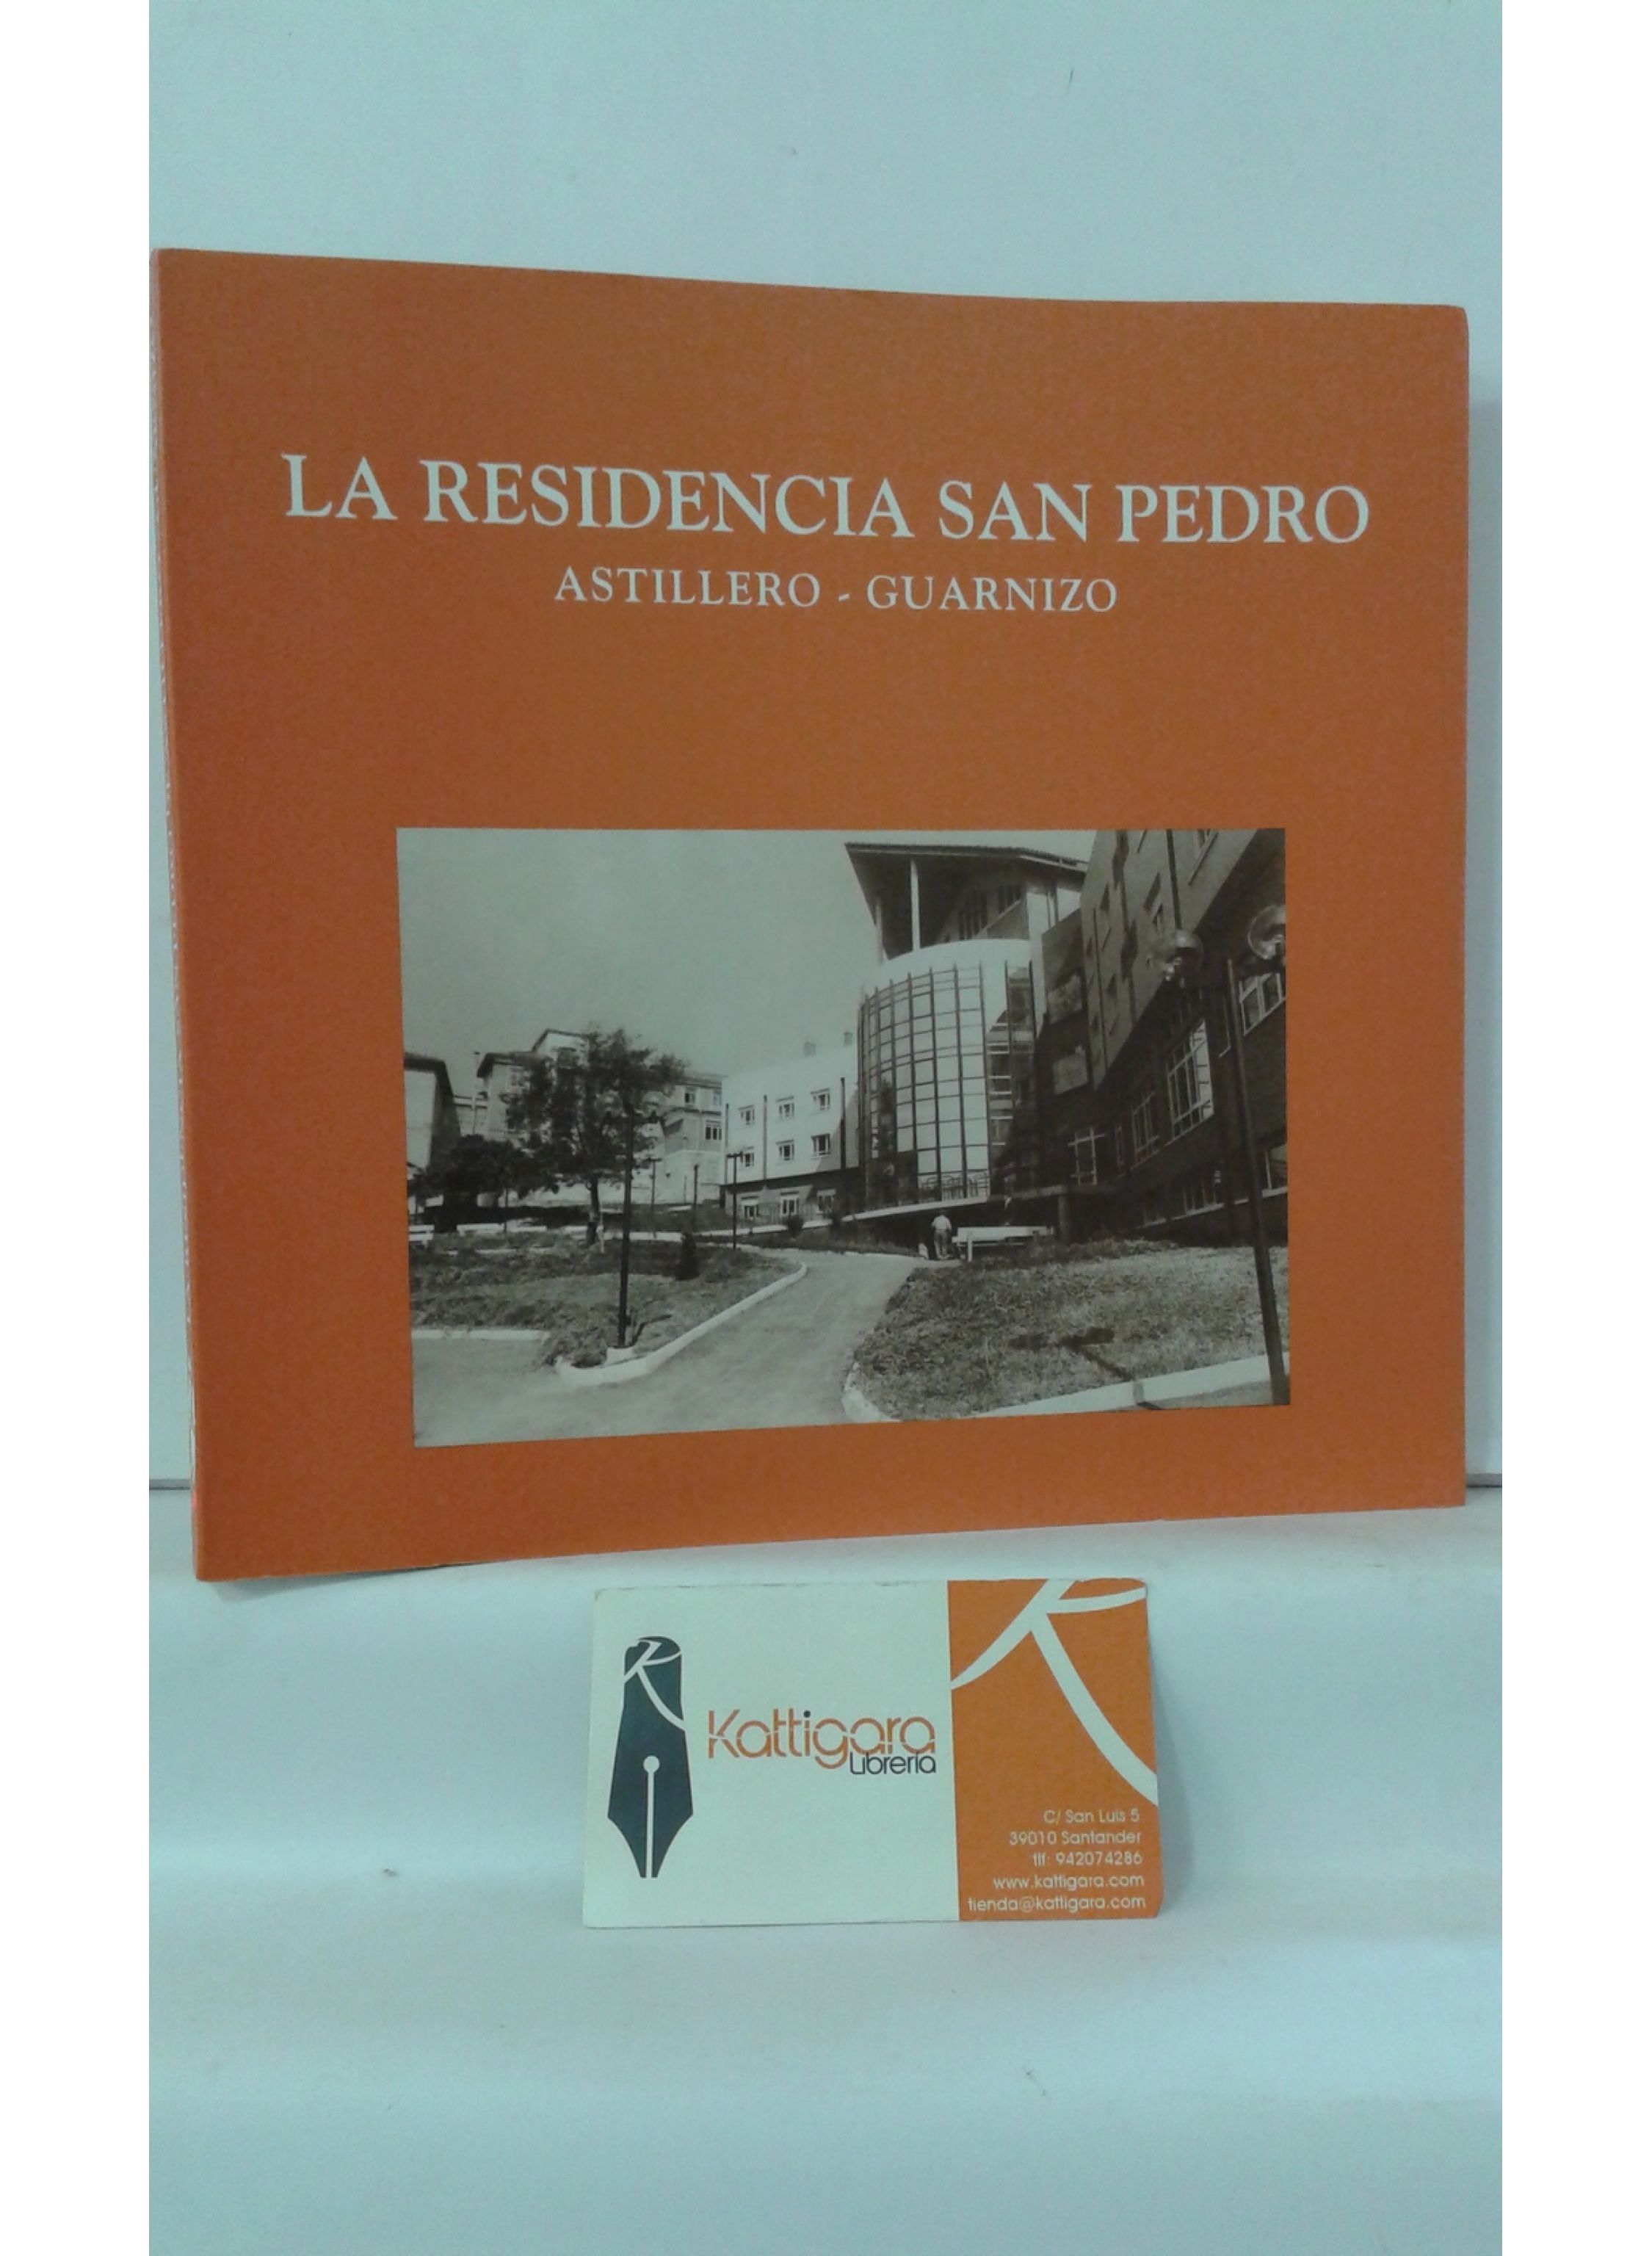 LA RESIDENCIA SAN PEDRO
ASTILLERO - GUARNIZO
Kattigara
Librería
C/ San Luis 5
39010 Santander
tlf: 942074286
www.kattigara.com
tienda@kattigara.com